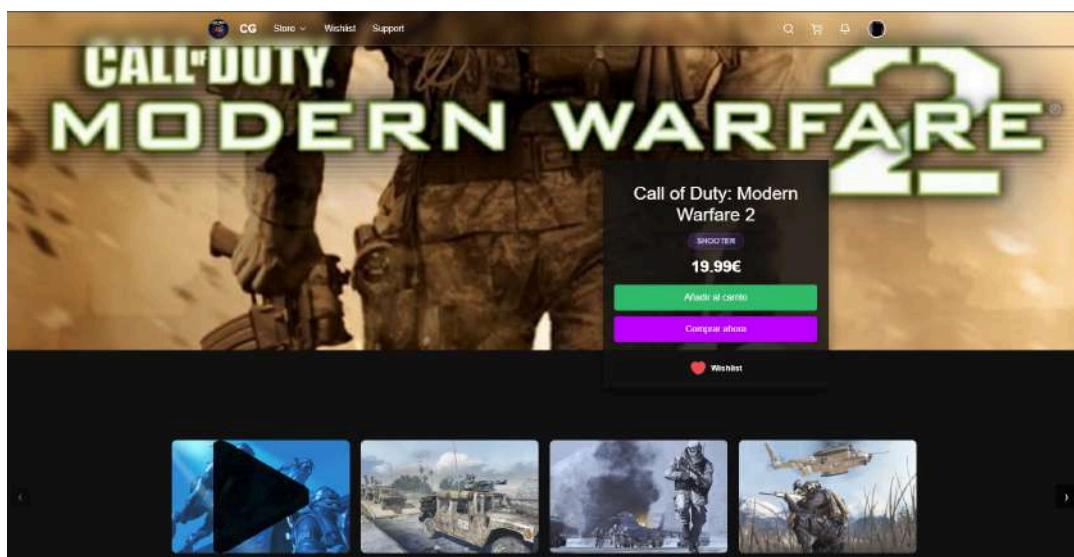 CG Store Wishlist Support
CALL OF DUTY
MODERN WARFARE 2
Call of Duty: Modern
Warfare 2
SHOOTER
19.99€
Añadir al carrito
Comprar ahora
Wishlist